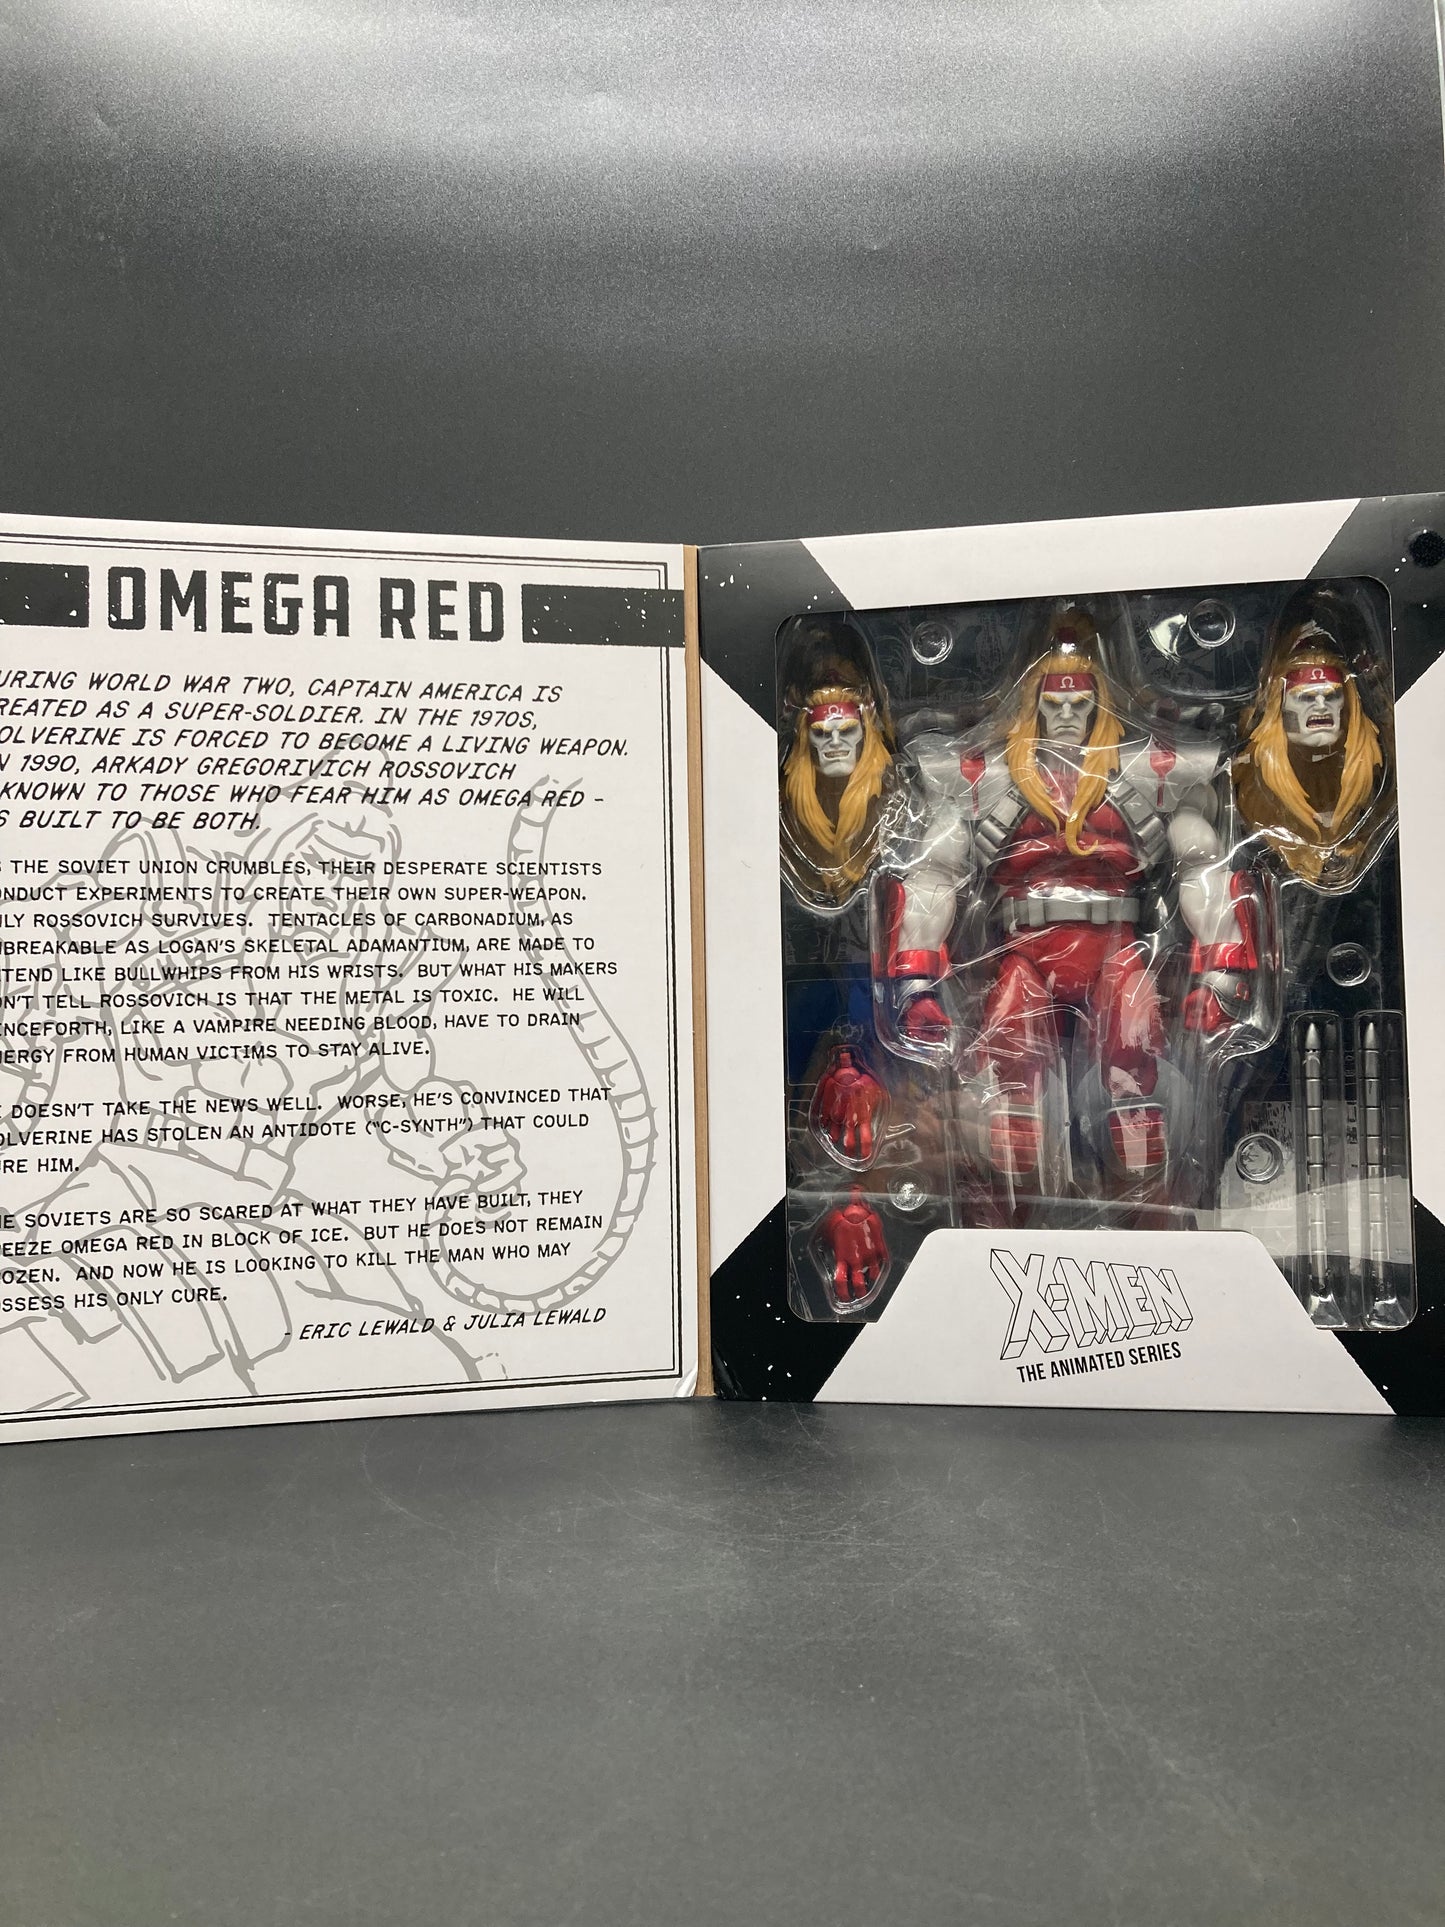 OMEGA RED
URING WORLD WAR TWO, CAPTAIN AMERICA IS
REATED AS A SUPER-SOLDIER. IN THE 1970S,
OLVERINE IS FORCED TO BECOME A LIVING WEAPON.
N 1990, ARKADY GREGORIVICH ROSSOVICH
KNOWN TO THOSE WHO FEAR HIM AS OMEGA RED -
S BUILT TO BE BOTH.
THE SOVIET UNION CRUMBLES, THEIR DESPERATE SCIENTISTS
ONDUCT EXPERIMENTS TO CREATE THEIR OWN SUPER-WEAPON.
NLY ROSSOVICH SURVIVES. TENTACLES OF CARBONADIUM, AS
NBREAKABLE AS LOGAN'S SKELETAL ADAMANTIUM, ARE MADE TO
TEND LIKE BULLWHIPS FROM HIS WRISTS. BUT WHAT HIS MAKERS
ON'T TELL ROSSOVICH IS THAT THE METAL IS TOXIC. HE WILL
ENCEFORTH, LIKE A VAMPIRE NEEDING BLOOD, HAVE TO DRAIN
NERGY FROM HUMAN VICTIMS TO STAY ALIVE.
E DOESN'T TAKE THE NEWS WELL. WORSE, HE'S CONVINCED THAT
OLVERINE HAS STOLEN AN ANTIDOTE ("C-SYNTH") THAT COULD
URE HIM.
HE SOVIETS ARE SO SCARED AT WHAT THEY HAVE BUILT, THEY
REEZE OMEGA RED IN BLOCK OF ICE. BUT HE DOES NOT REMAIN
OZEN. AND NOW HE IS LOOKING TO KILL THE MAN WHO MAY
SSESS HIS ONLY CURE.
- ERIC LEWALD & JULIA LEWALD
Ω
Ω
Ω
X-MEN
THE ANIMATED SERIES